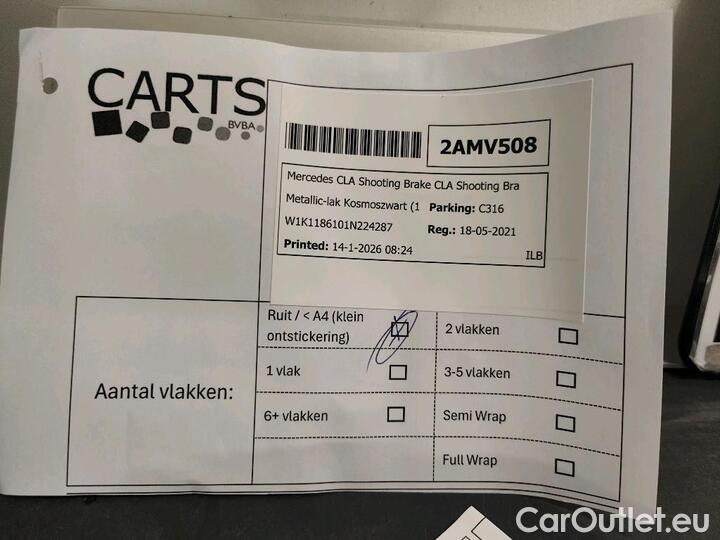 CARTS
BVBA
2AMV508
Mercedes CLA Shooting Brake CLA Shooting Bra
Metallic-lak Kosmoszwart (1 Parking: C316
W1K1186101N224287 Reg.: 18-05-2021
Printed: 14-1-2026 08:24 ILB
Aantal vlakken:
Ruit / < A4 (klein
ontstickering)
2 vlakken
1 vlak
3-5 vlakken
6+ vlakken
Semi Wrap
Full Wrap
CarOutlet.eu